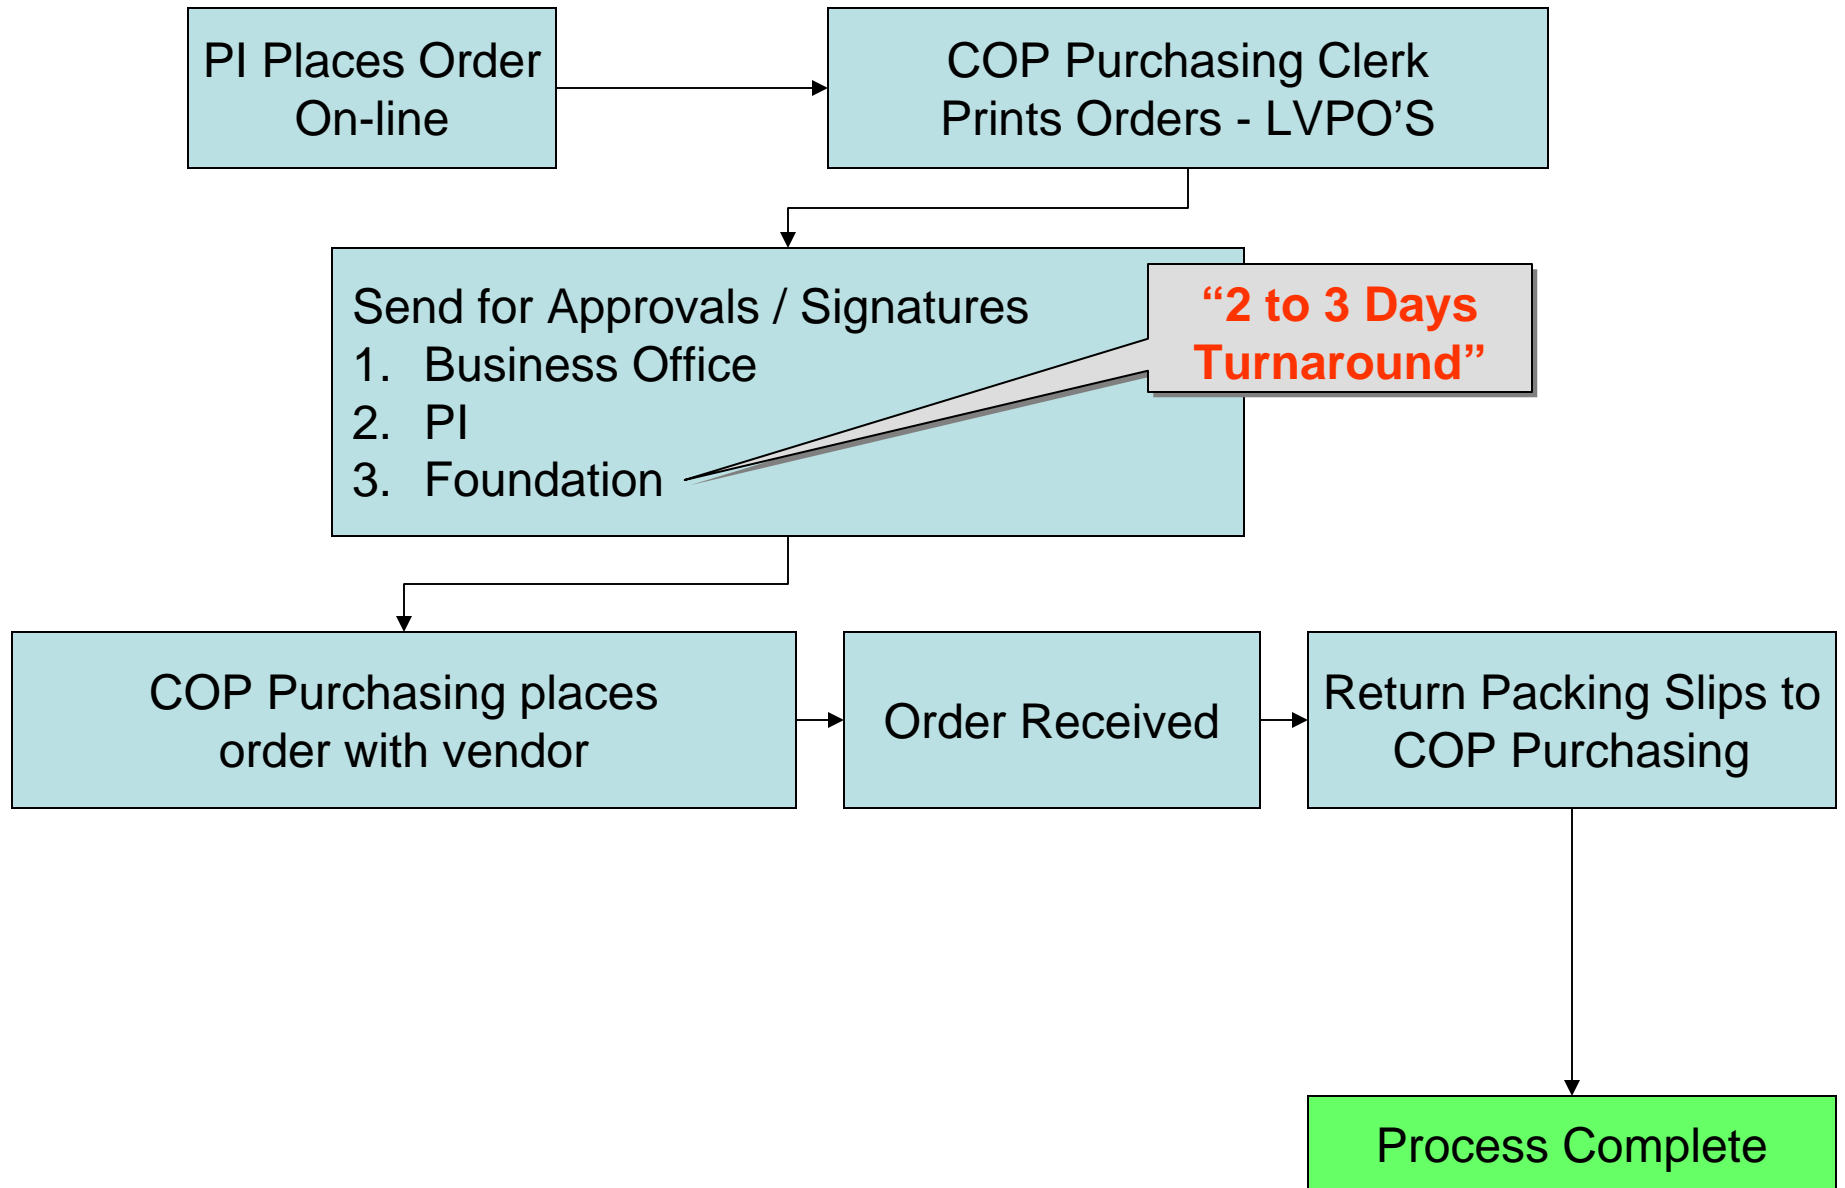 PI Places Order
On-line
COP Purchasing Clerk
Prints Orders - LVPO’S
Send for Approvals / Signatures
1. Business Office
2. PI
3. Foundation
“2 to 3 Days
Turnaround”
COP Purchasing places
order with vendor
Order Received
Return Packing Slips to
COP Purchasing
Process Complete